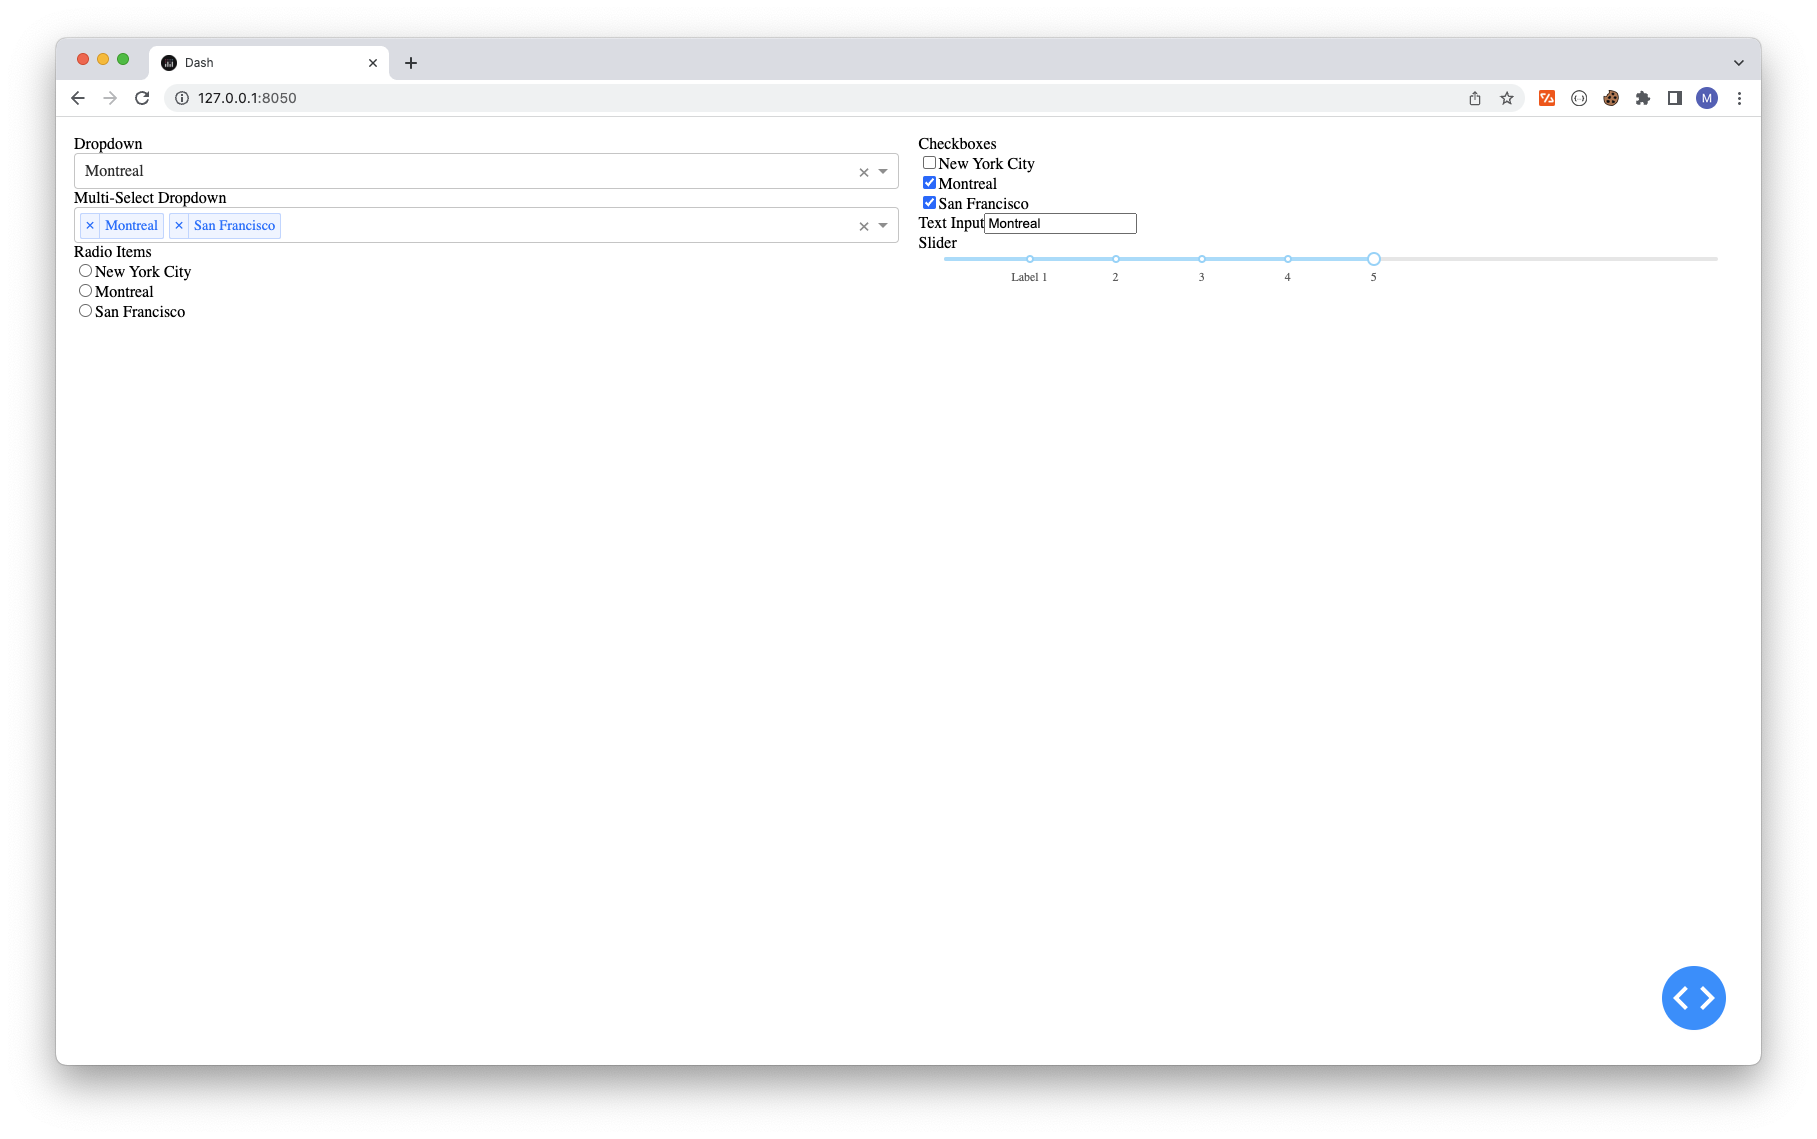 Dash
127.0.0.1:8050
M
Dropdown
Montreal
Multi-Select Dropdown
× Montreal × San Francisco
Radio Items
New York City
Montreal
San Francisco
Checkboxes
New York City
Montreal
San Francisco
Text Input Montreal
Slider
Label 1 2 3 4 5